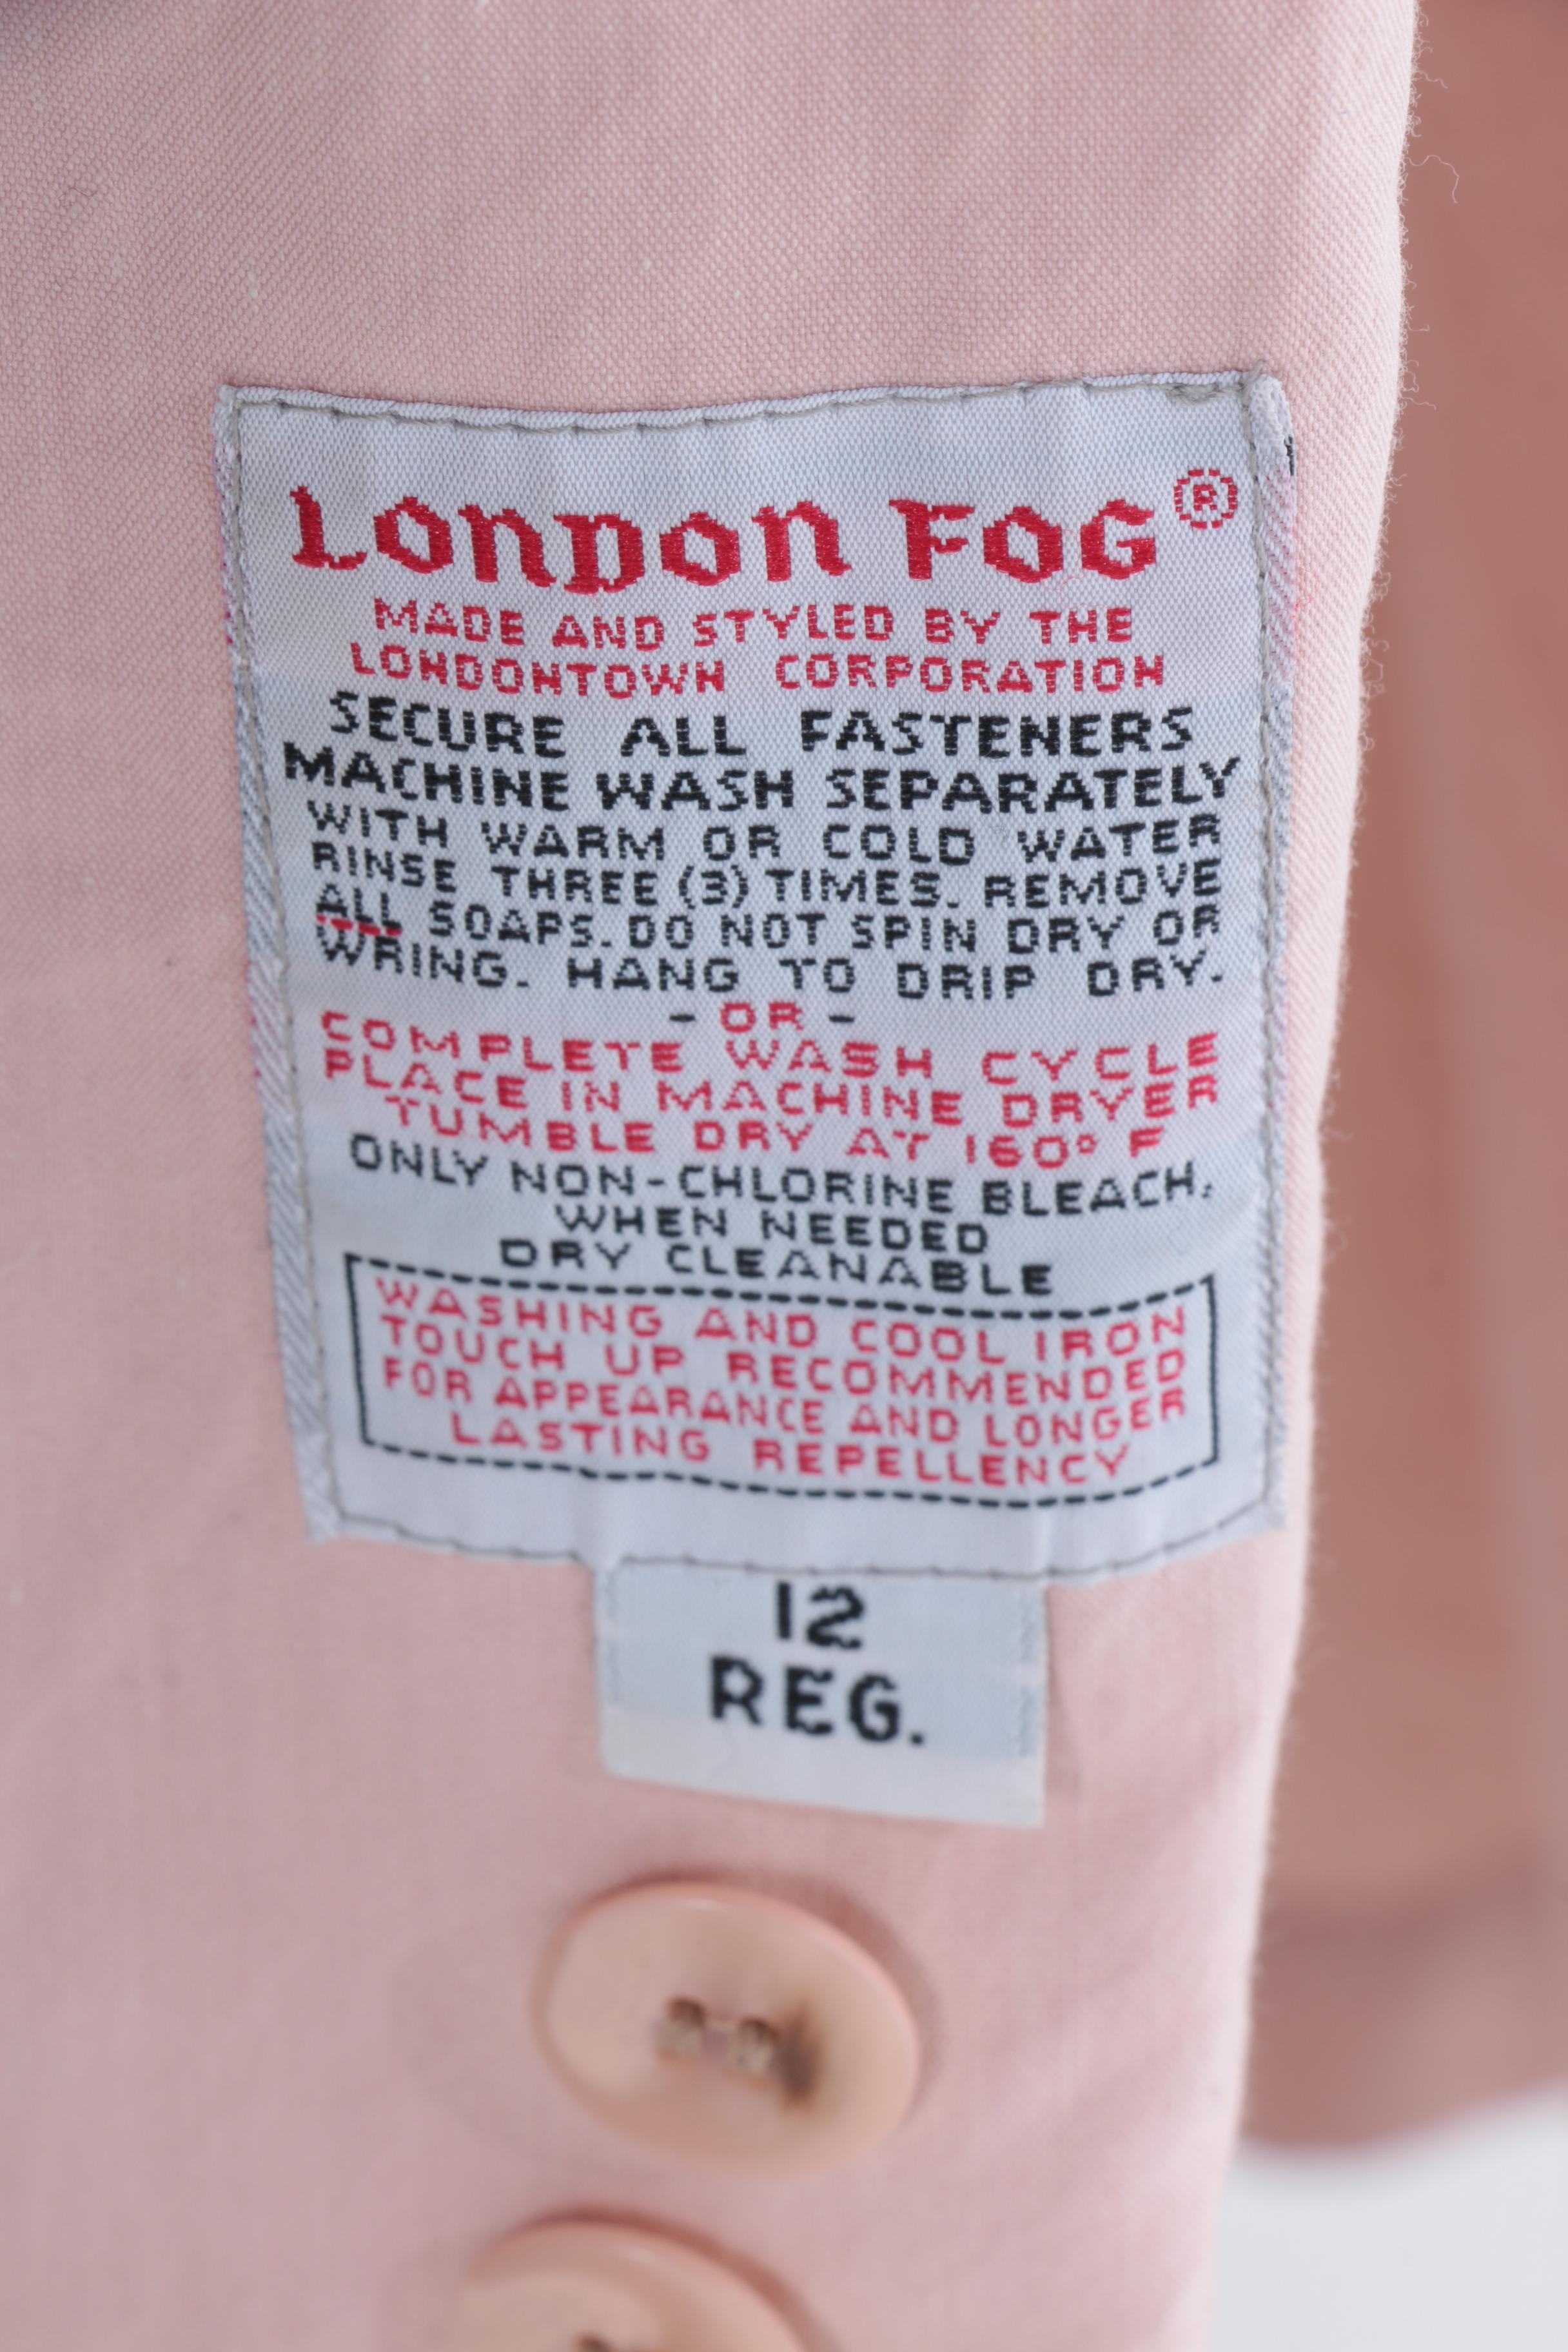 LONDON FOG®
MADE AND STYLED BY THE
LONDONTOWN CORPORATION
SECURE ALL FASTENERS
MACHINE WASH SEPARATELY
WITH WARM OR COLD WATER
RINSE THREE (3) TIMES. REMOVE
ALL SOAPS. DO NOT SPIN DRY OR
WRING. HANG TO DRIP DRY.
- OR -
COMPLETE WASH CYCLE
PLACE IN MACHINE DRYER
TUMBLE DRY AT 160° F
ONLY NON-CHLORINE BLEACH,
WHEN NEEDED
DRY CLEANABLE
WASHING AND COOL IRON
TOUCH UP RECOMMENDED
FOR APPEARANCE AND LONGER
LASTING REPELLENCY
12
REG.